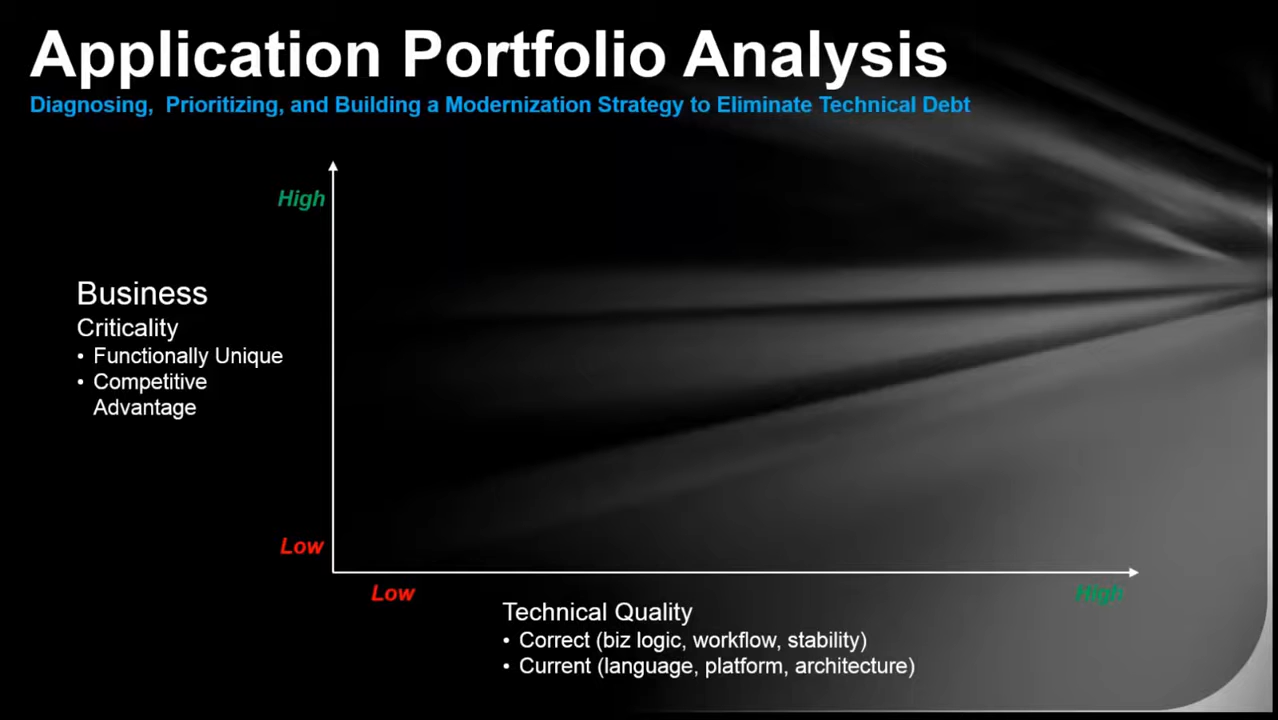 Application Portfolio Analysis
Diagnosing,  Prioritizing, and Building a Modernization Strategy to Eliminate Technical Debt
High
Business
Criticality
• Functionally Unique
• Competitive
Advantage
Low
Low
High
Technical Quality
• Correct (biz logic, workflow, stability)
• Current (language, platform, architecture)